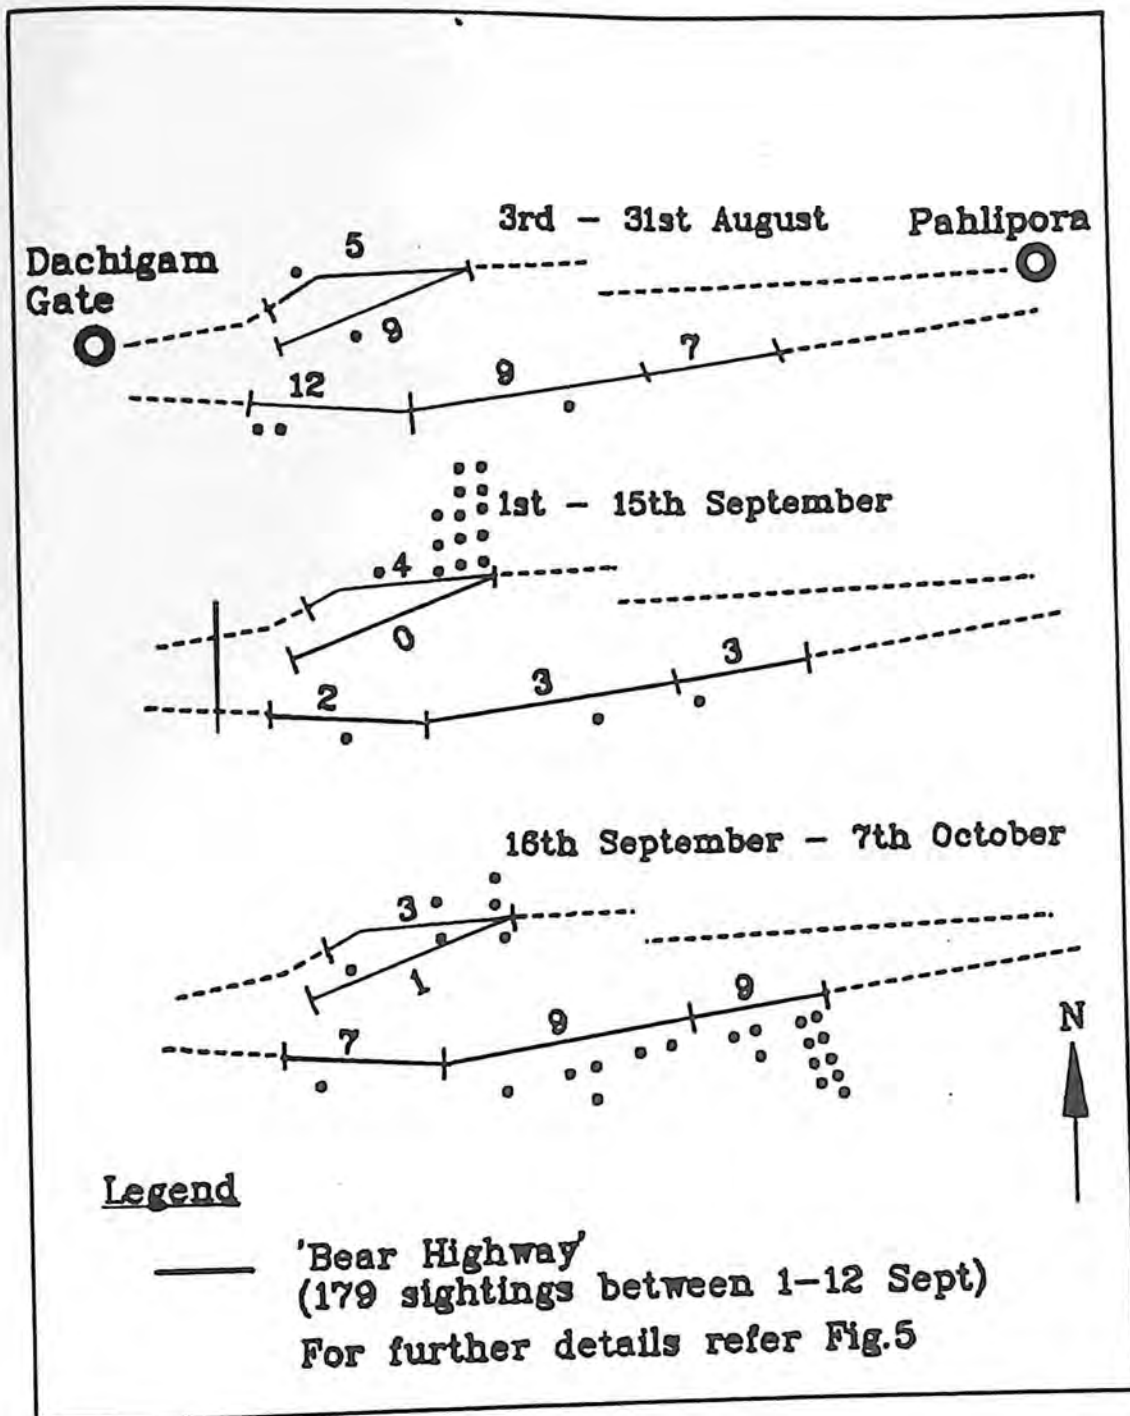 3rd – 31st August
Pahlipora
Dachigam
Gate
5
9
12
9
7
1st – 15th September
4
0
2
3
3
16th September – 7th October
3
1
7
9
9
N
Legend
'Bear Highway'
(179 sightings between 1–12 Sept)
For further details refer Fig.5